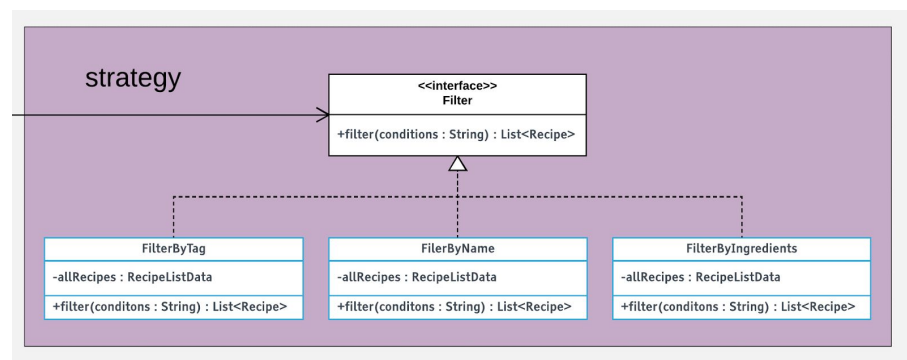 strategy
<<interface>>
Filter
+filter(conditions : String) : List<Recipe>
FilterByTag
-allRecipes : RecipeListData
+filter(conditons : String) : List<Recipe>
FilerByName
-allRecipes : RecipeListData
+filter(conditons : String) : List<Recipe>
FilterByIngredients
-allRecipes : RecipeListData
+filter(conditons : String) : List<Recipe>